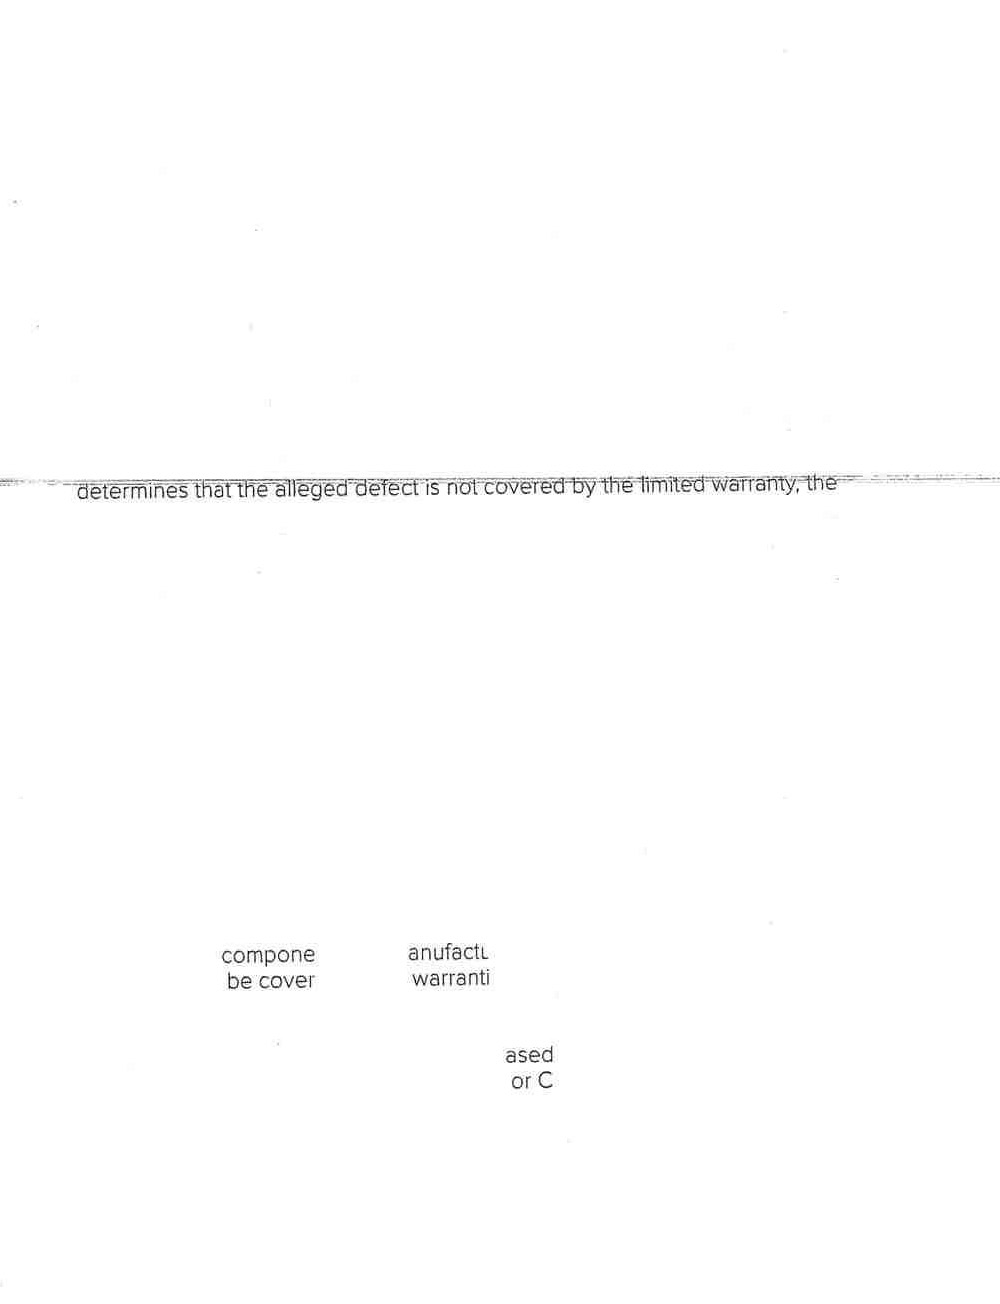 determines that the alleged defect is not covered by the limited warranty, the
compone anufactu
be cover warranti
ased
or C